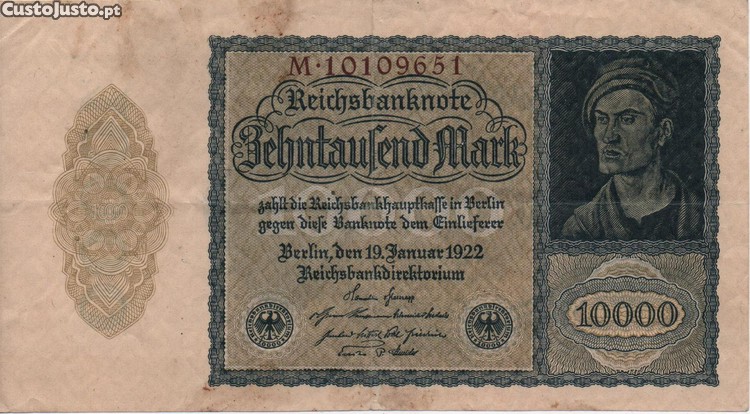 CustoJusto.pt
M·10109651
Reichsbanknote
Zehntausend Mark
zahlt die Reichsbankhauptkasse in Berlin
gegen diese Banknote dem Einlieferer
Berlin, den 19. Januar 1922
Reichsbankdirektorium
10000